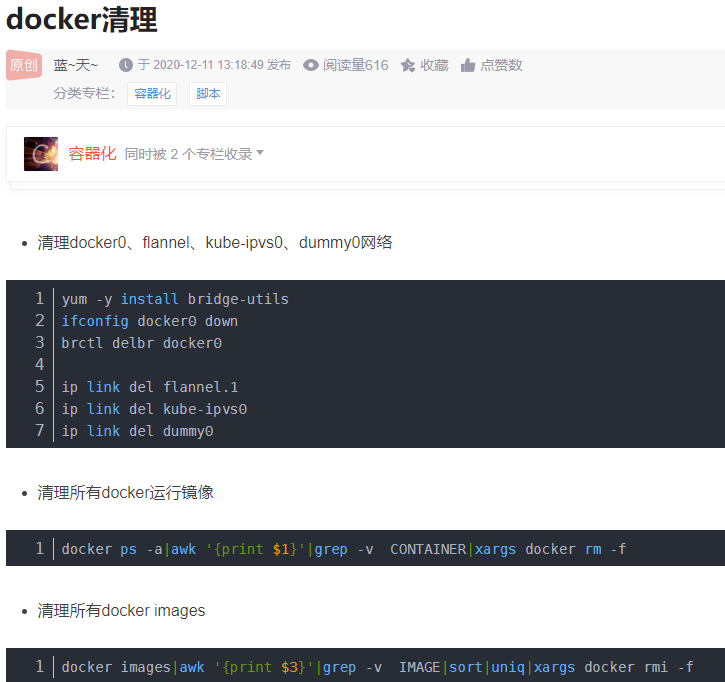 docker清理
原创 蓝~天~ 于 2020-12-11 13:18:49 发布 阅读量616 收藏 点赞数
分类专栏： 容器化 脚本
容器化 同时被 2 个专栏收录
清理docker0、flannel、kube-ipvs0、dummy0网络
1 yum -y install bridge-utils
2 ifconfig docker0 down
3 brctl delbr docker0
4
5 ip link del flannel.1
6 ip link del kube-ipvs0
7 ip link del dummy0
清理所有docker运行镜像
1 docker ps -a|awk '{print $1}'|grep -v  CONTAINER|xargs docker rm -f
清理所有docker images
1 docker images|awk '{print $3}'|grep -v  IMAGE|sort|uniq|xargs docker rmi -f